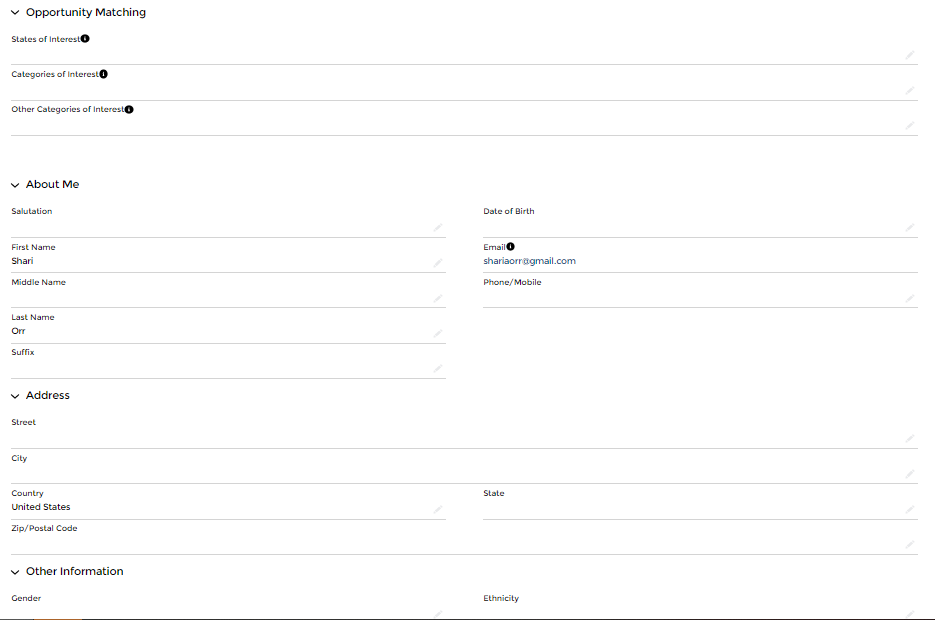 Opportunity Matching
States of Interest
Categories of Interest
Other Categories of Interest
About Me
Salutation
Date of Birth
First Name
Shari
Email
shariaorr@gmail.com
Middle Name
Phone/Mobile
Last Name
Orr
Suffix
Address
Street
City
Country
United States
State
Zip/Postal Code
Other Information
Gender
Ethnicity